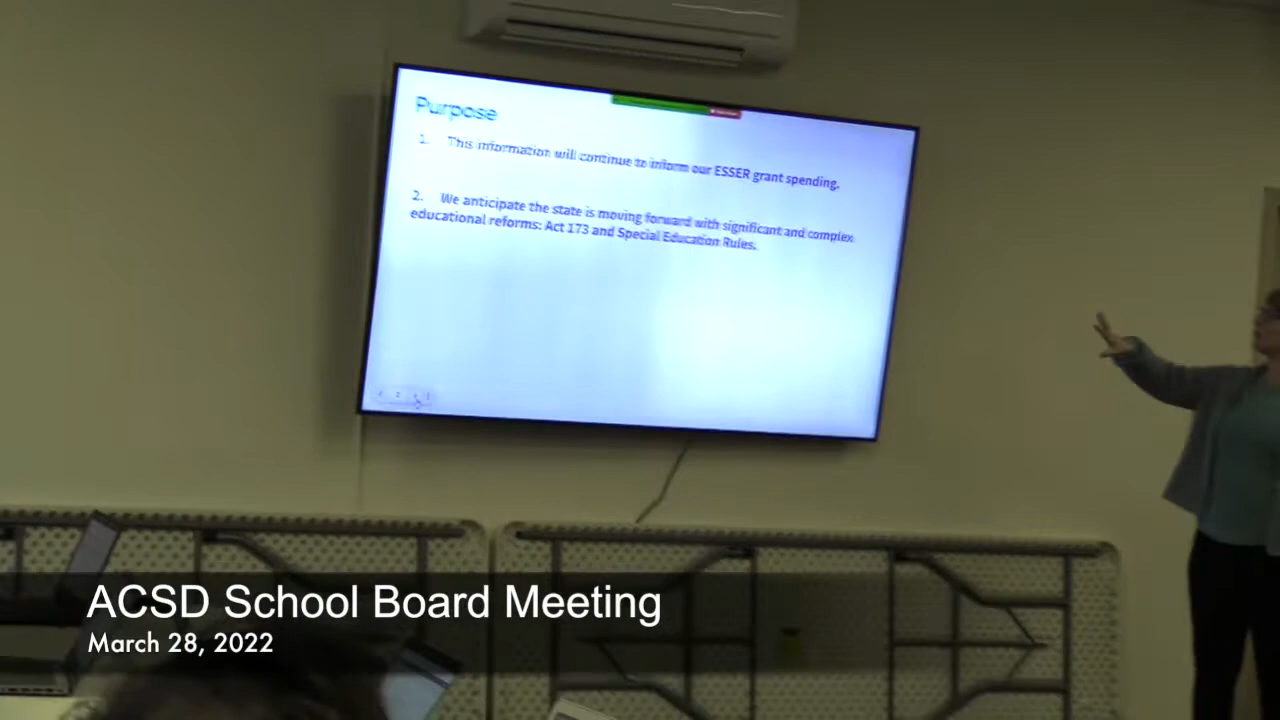 Purpose
1. This information will continue to inform our ESSER grant spending.
2. We anticipate the state is moving forward with significant and complex
educational reforms: Act 173 and Special Education Rules.
ACSD School Board Meeting
March 28, 2022